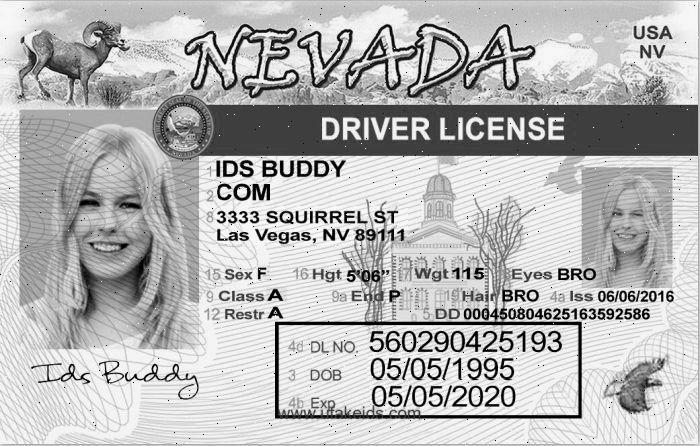 NEVADA
USA
NV
DRIVER LICENSE
1 IDS BUDDY
2 COM
8 3333 SQUIRREL ST
Las Vegas, NV 89111
15 Sex F 16 Hgt 5'06" 17 Wgt 115 Eyes BRO
9 Class A 9a End P 19 Hair BRO 4a Iss 06/06/2016
12 Restr A 5 DD 000450804625163592586
4d DL NO. 560290425193
3 DOB 05/05/1995
4b Exp 05/05/2020
www.ufakeids.com
Ids Buddy